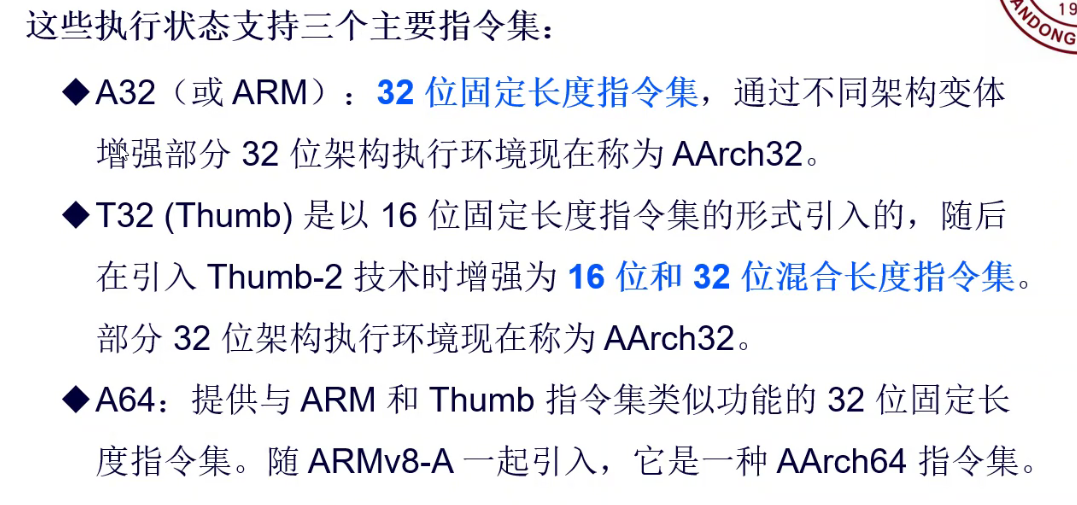 这些执行状态支持三个主要指令集：
◆A32（或 ARM）：32 位固定长度指令集，通过不同架构变体
增强部分 32 位架构执行环境现在称为 AArch32。
◆T32 (Thumb) 是以 16 位固定长度指令集的形式引入的，随后
在引入 Thumb-2 技术时增强为 16 位和 32 位混合长度指令集。
部分 32 位架构执行环境现在称为 AArch32。
◆A64：提供与 ARM 和 Thumb 指令集类似功能的 32 位固定长
度指令集。随 ARMv8-A 一起引入，它是一种 AArch64 指令集。
19
ANDONG